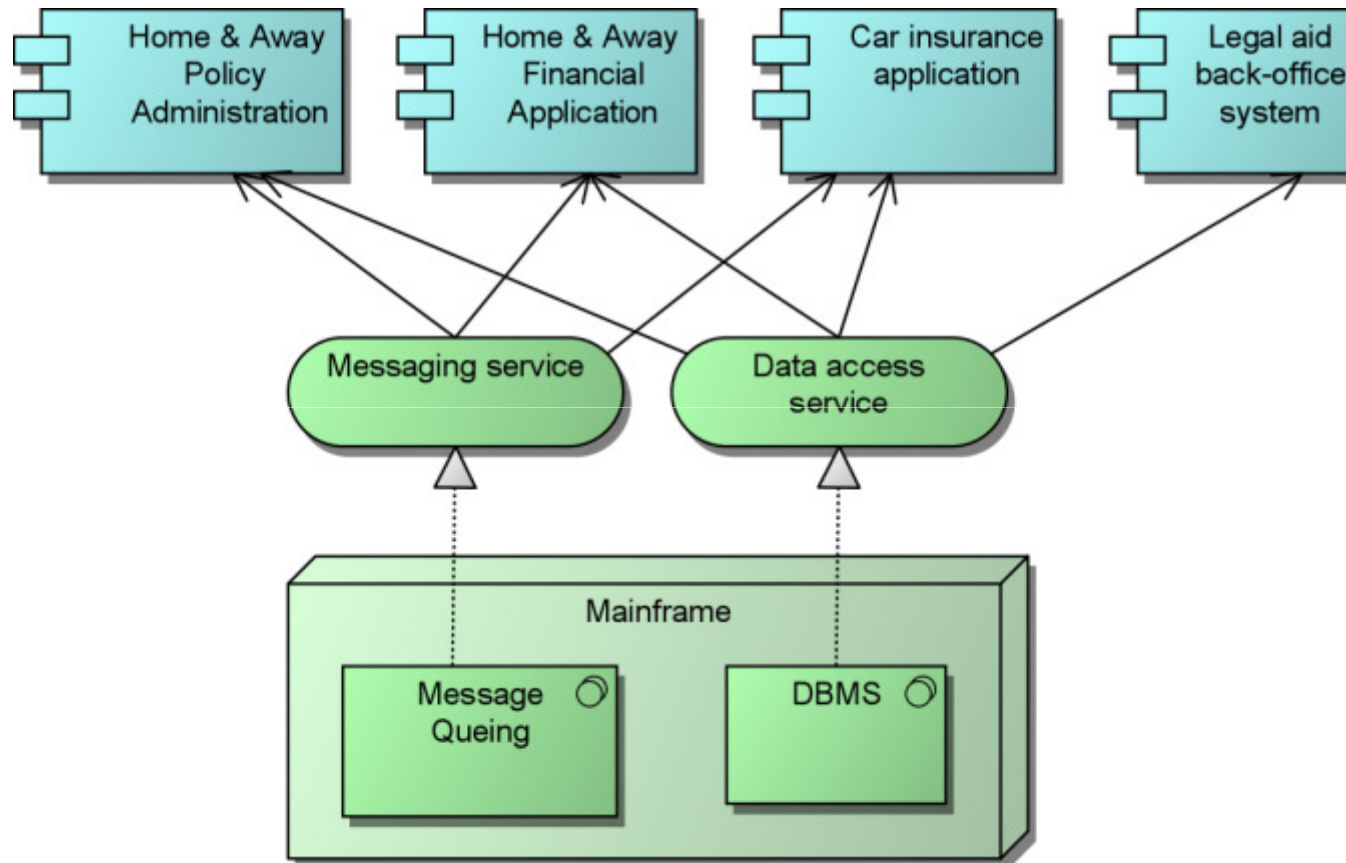 Home & Away
Policy
Administration
Home & Away
Financial
Application
Car insurance
application
Legal aid
back-office
system
Messaging service
Data access
service
Mainframe
Message
Queing
DBMS